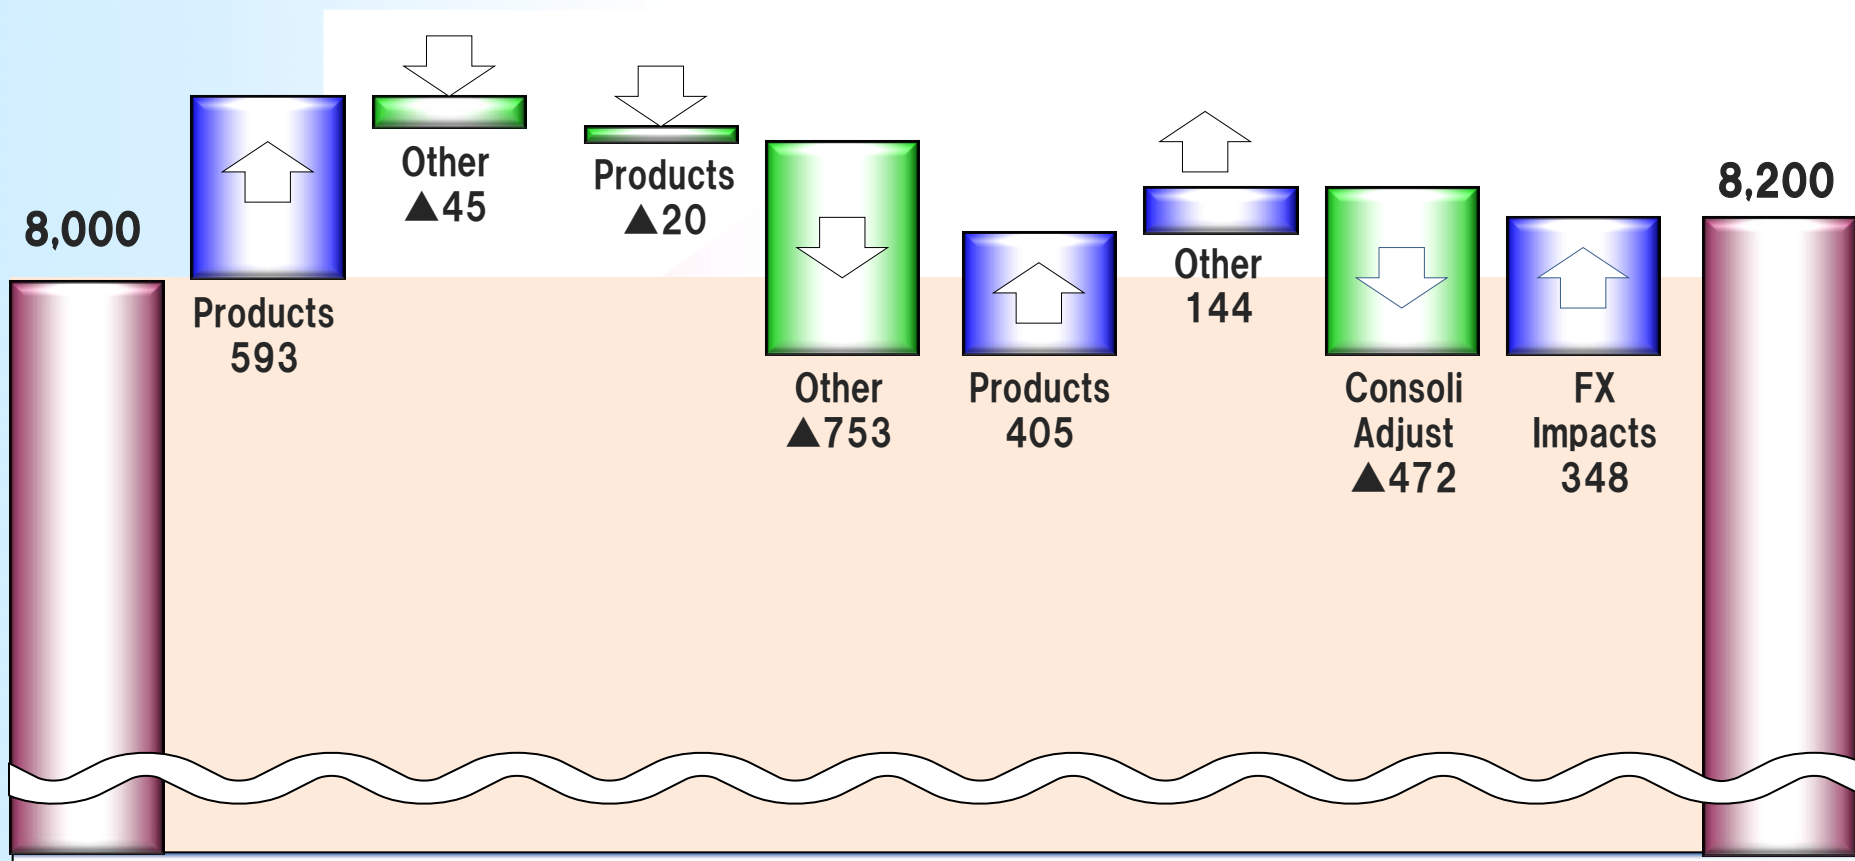 8,000
Products
593
Other
▲45
Products
▲20
Other
▲753
Products
405
Other
144
Consoli
Adjust
▲472
FX
Impacts
348
8,200